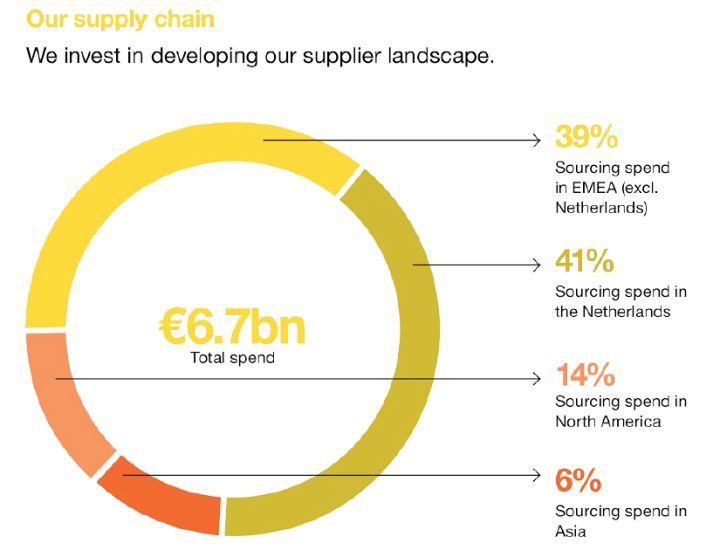 Our supply chain
We invest in developing our supplier landscape.
39%
Sourcing spend
in EMEA (excl.
Netherlands)
41%
Sourcing spend in
the Netherlands
€6.7bn
Total spend
14%
Sourcing spend in
North America
6%
Sourcing spend in
Asia